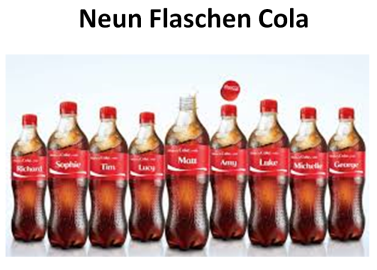 Neun Flaschen Cola
Richard
Sophie
Tim
Lucy
Matt
Amy
Luke
Michelle
George